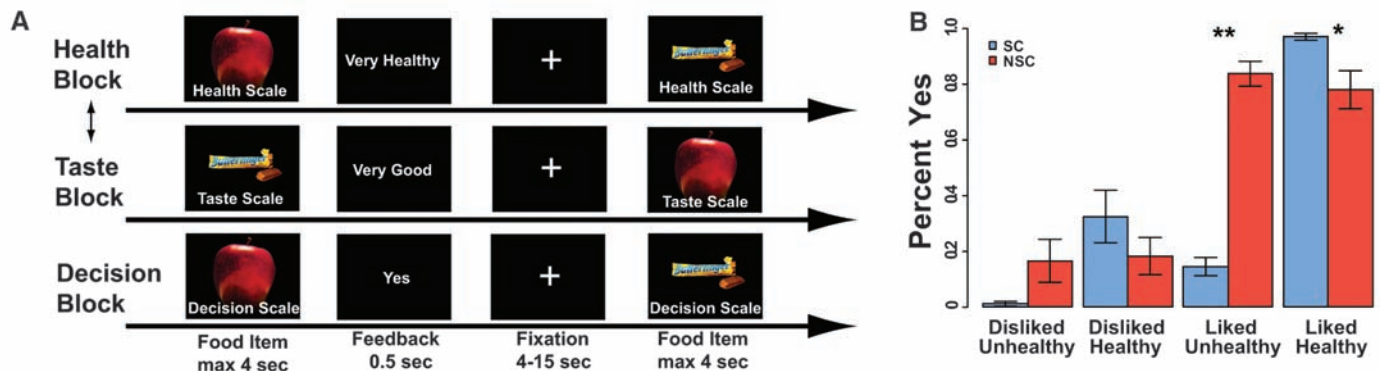 A
Health
Block
Health Scale
Very Healthy
+
Butterfinger
Health Scale
Taste
Block
Butterfinger
Taste Scale
Very Good
+
Taste Scale
Decision
Block
Decision Scale
Yes
+
Butterfinger
Decision Scale
Food Item
max 4 sec
Feedback
0.5 sec
Fixation
4-15 sec
Food Item
max 4 sec
B
Percent Yes
1.0
0.8
0.6
0.4
0.2
0
SC
NSC
**
*
Disliked
Unhealthy
Disliked
Healthy
Liked
Unhealthy
Liked
Healthy